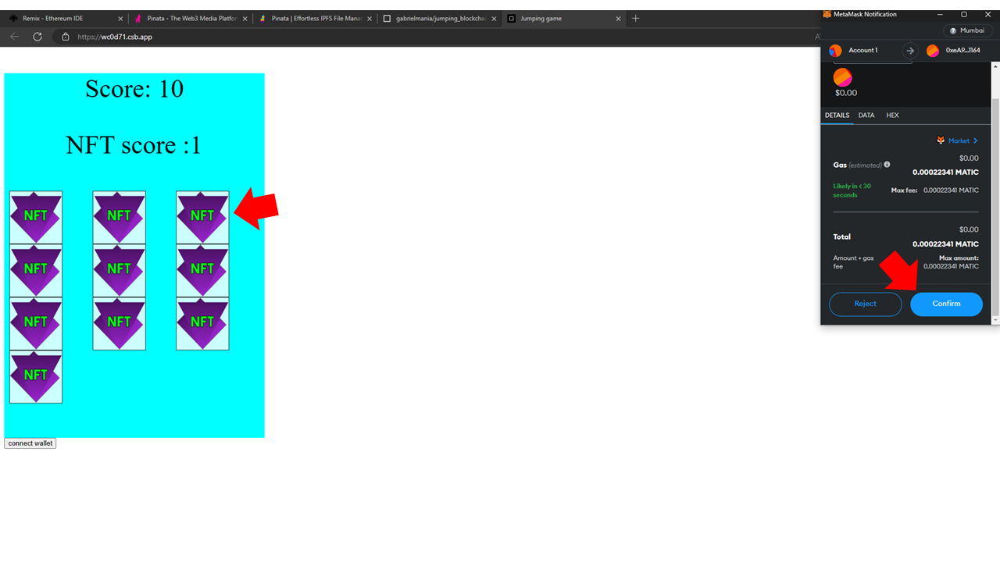 Remix - Ethereum IDE
Pinata - The Web3 Media Platfor
Pinata | Effortless IPFS File Mana
gabrielmania/jumping_blockchai
Jumping game
MetaMask Notification
https://wc0d71.csb.app
Mumbai
Account 1
0xeA9...1164
$0.00
DETAILS DATA HEX
Market
$0.00
Gas (estimated)
0.00022341 MATIC
Likely in < 30
seconds
Max fee: 0.00022341 MATIC
$0.00
Total
0.00022341 MATIC
Amount + gas
fee
Max amount:
0.00022341 MATIC
Reject
Confirm
Score: 10
NFT score :1
NFT NFT NFT
NFT NFT NFT
NFT NFT NFT
NFT
connect wallet